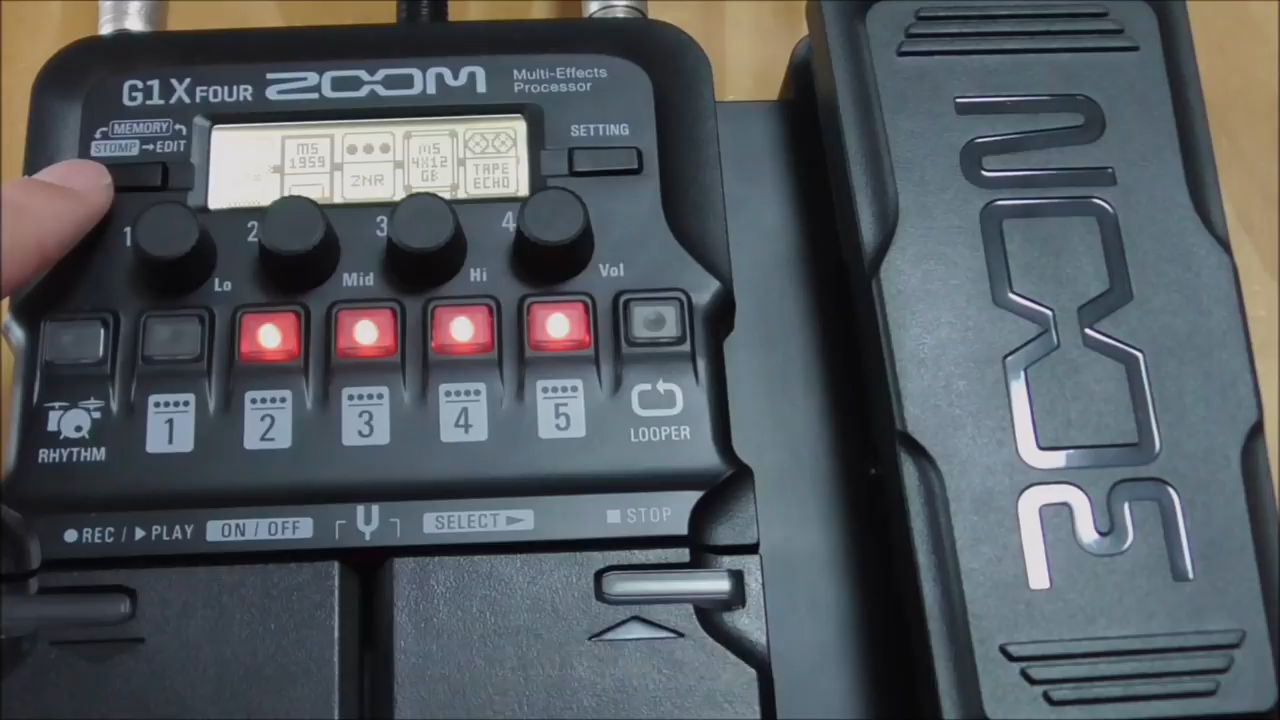 G1X FOUR ZOOM Multi-Effects
Processor
MEMORY
STOMP → EDIT
SETTING
MS
1959
ZNR
MS
4X12
GB
TAPE
ECHO
1 2 3 4
Lo Mid Hi Vol
RHYTHM 1 2 3 4 5 LOOPER
REC / PLAY ON / OFF SELECT STOP
ZOOM